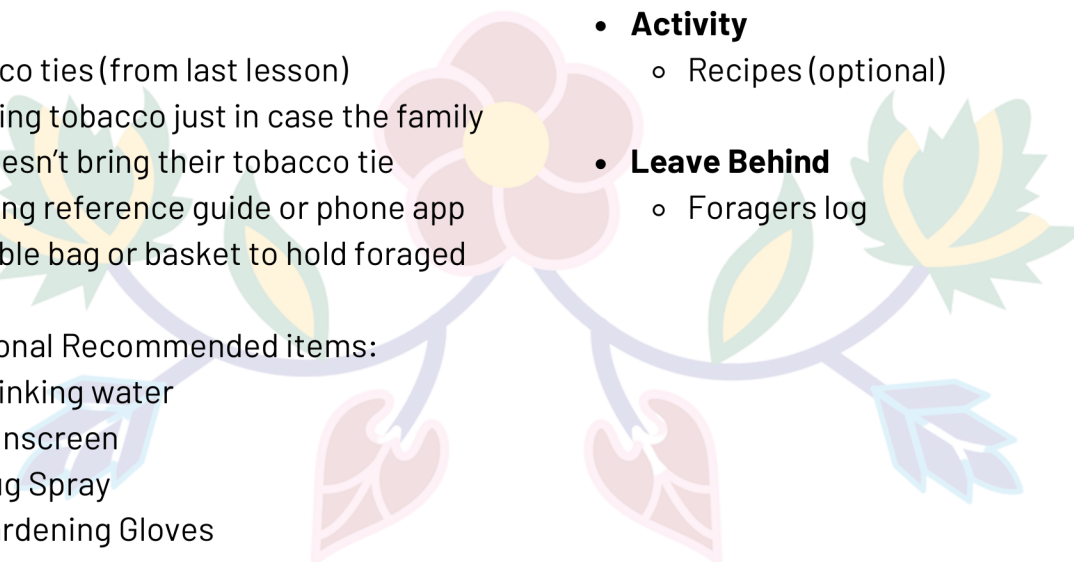 co ties (from last lesson)
ing tobacco just in case the family
esn't bring their tobacco tie
ng reference guide or phone app
ble bag or basket to hold foraged
onal Recommended items:
inking water
nscreen
g Spray
rdening Gloves
• Activity
◦ Recipes (optional)
• Leave Behind
◦ Foragers log